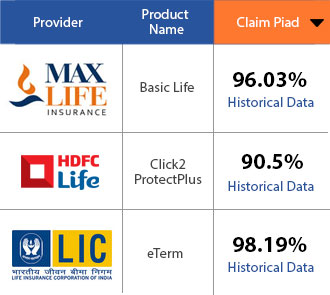 Provider
Product
Name
Claim Piad
MAX
LIFE
INSURANCE
Basic Life
96.03%
Historical Data
HDFC
Life
Click2
ProtectPlus
90.5%
Historical Data
LIC
भारतीय जीवन बीमा निगम
LIFE INSURANCE CORPORATION OF INDIA
eTerm
98.19%
Historical Data